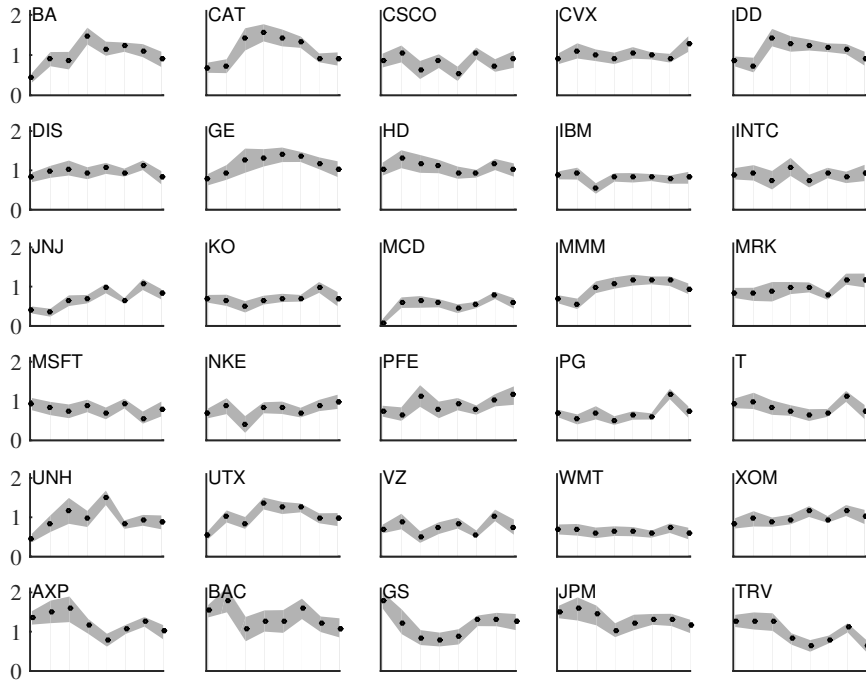 2 BA CAT CSCO CVX DD
1
0
2 DIS GE HD IBM INTC
1
0
2 JNJ KO MCD MMM MRK
1
0
2 MSFT NKE PFE PG T
1
0
2 UNH UTX VZ WMT XOM
1
0
2 AXP BAC GS JPM TRV
1
0